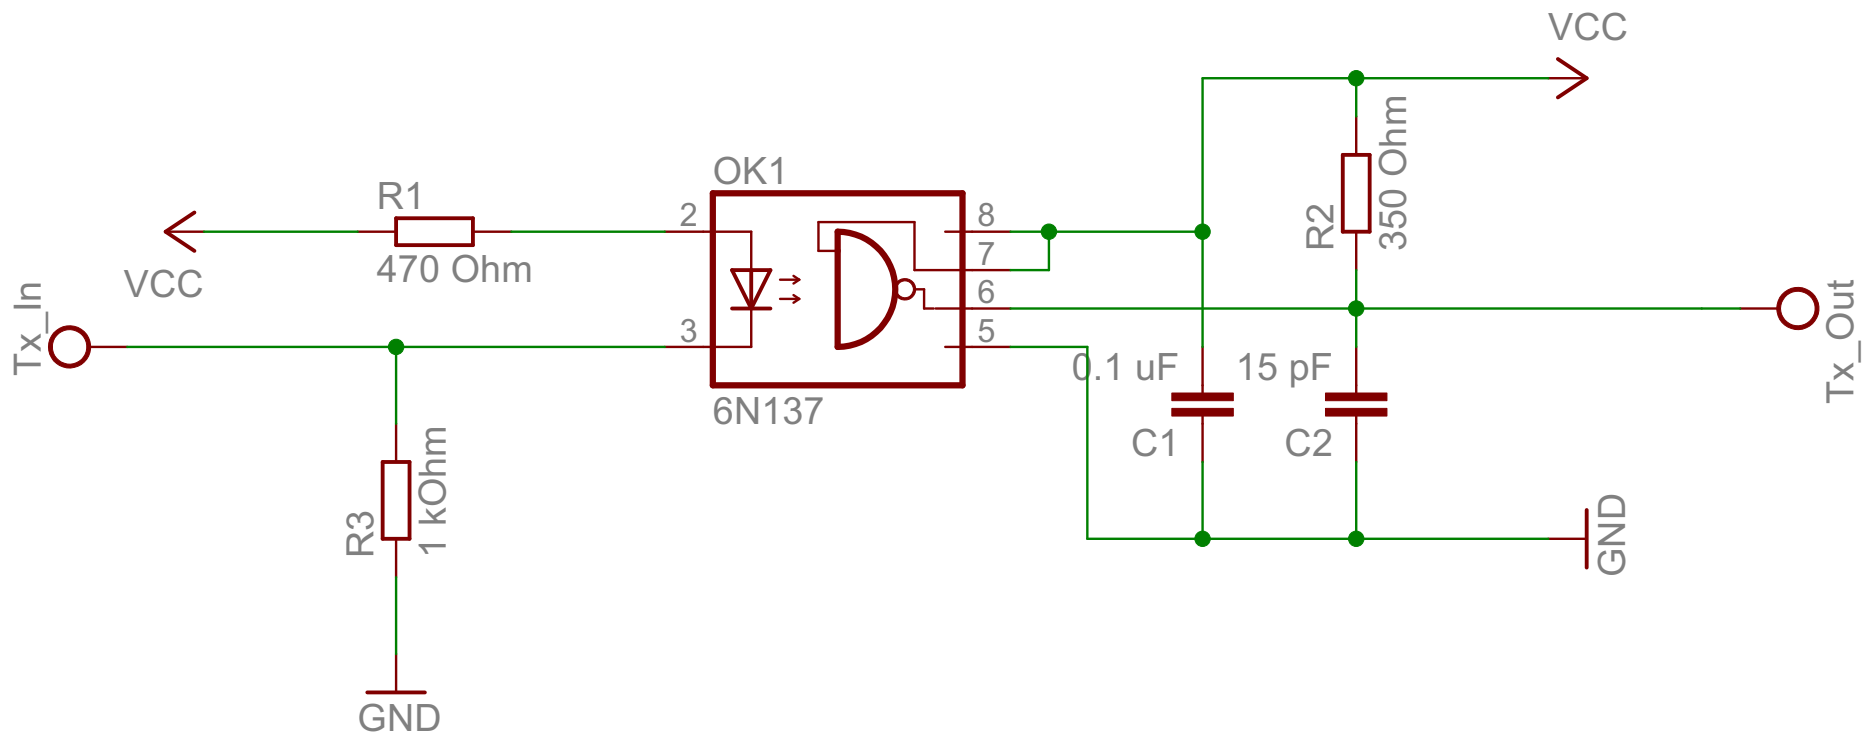 VCC
OK1
R1
2
470 Ohm
VCC
Tx_In
3
6N137
8
7
6
5
R2
350 Ohm
0.1 uF
15 pF
C1
C2
Tx_Out
R3
1 kOhm
GND
GND